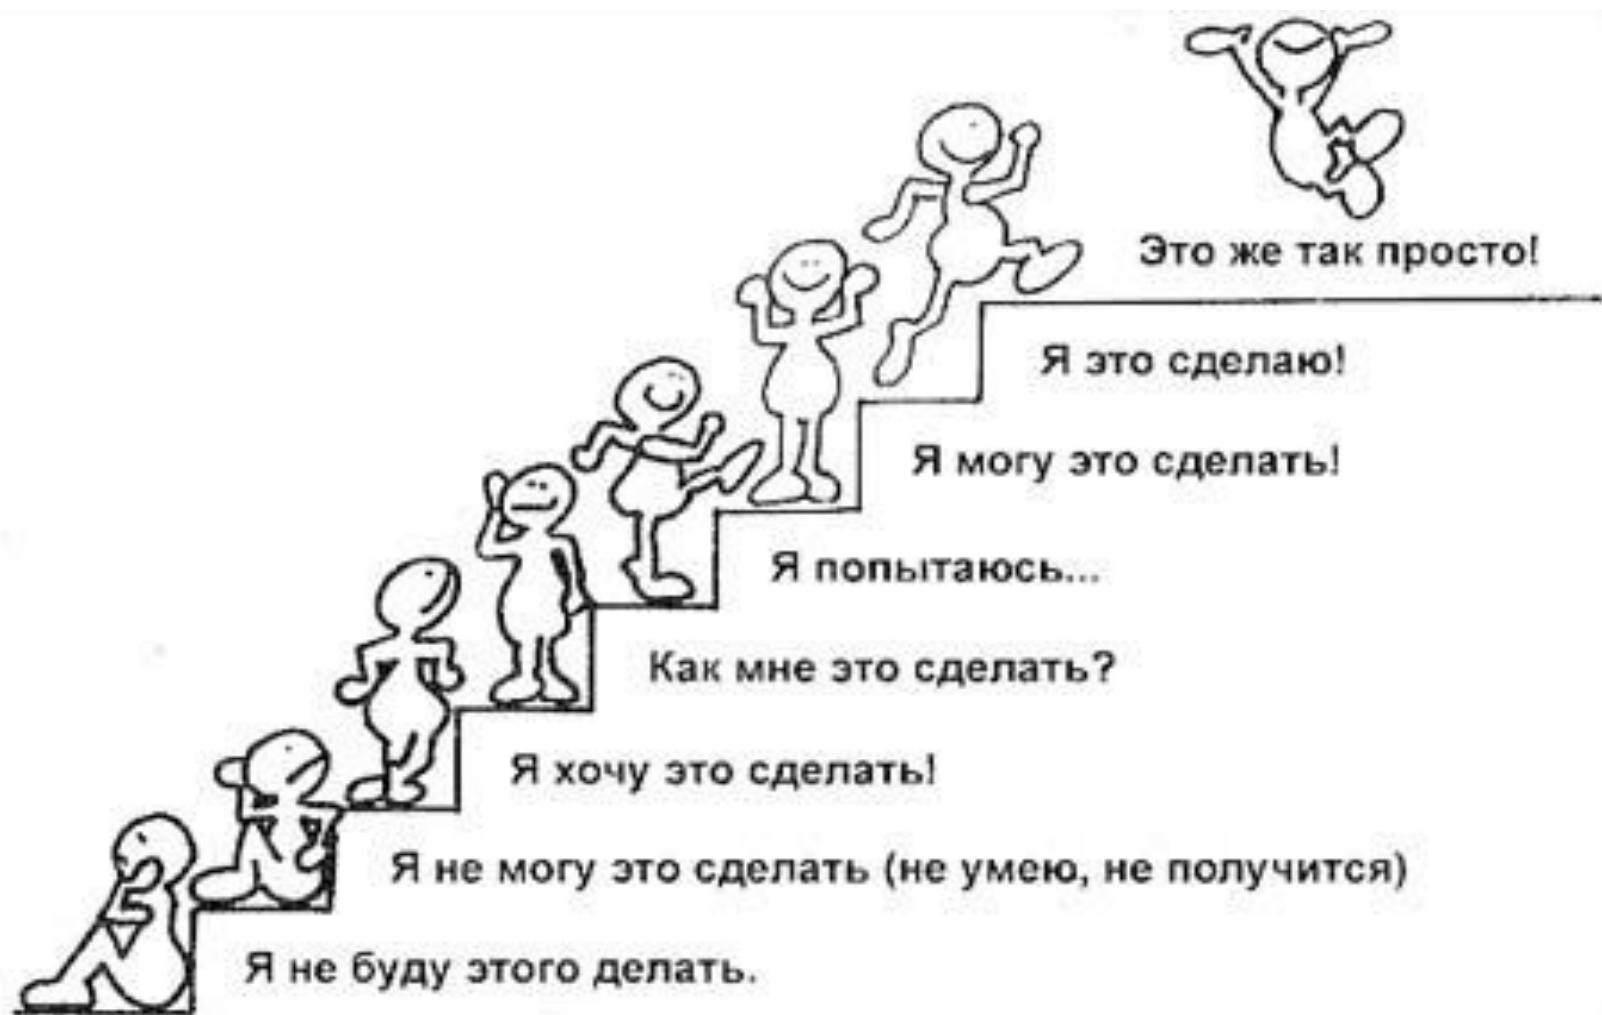 Это же так просто!
Я это сделаю!
Я могу это сделать!
Я попытаюсь...
Как мне это сделать?
Я хочу это сделать!
Я не могу это сделать (не умею, не получится)
Я не буду этого делать.